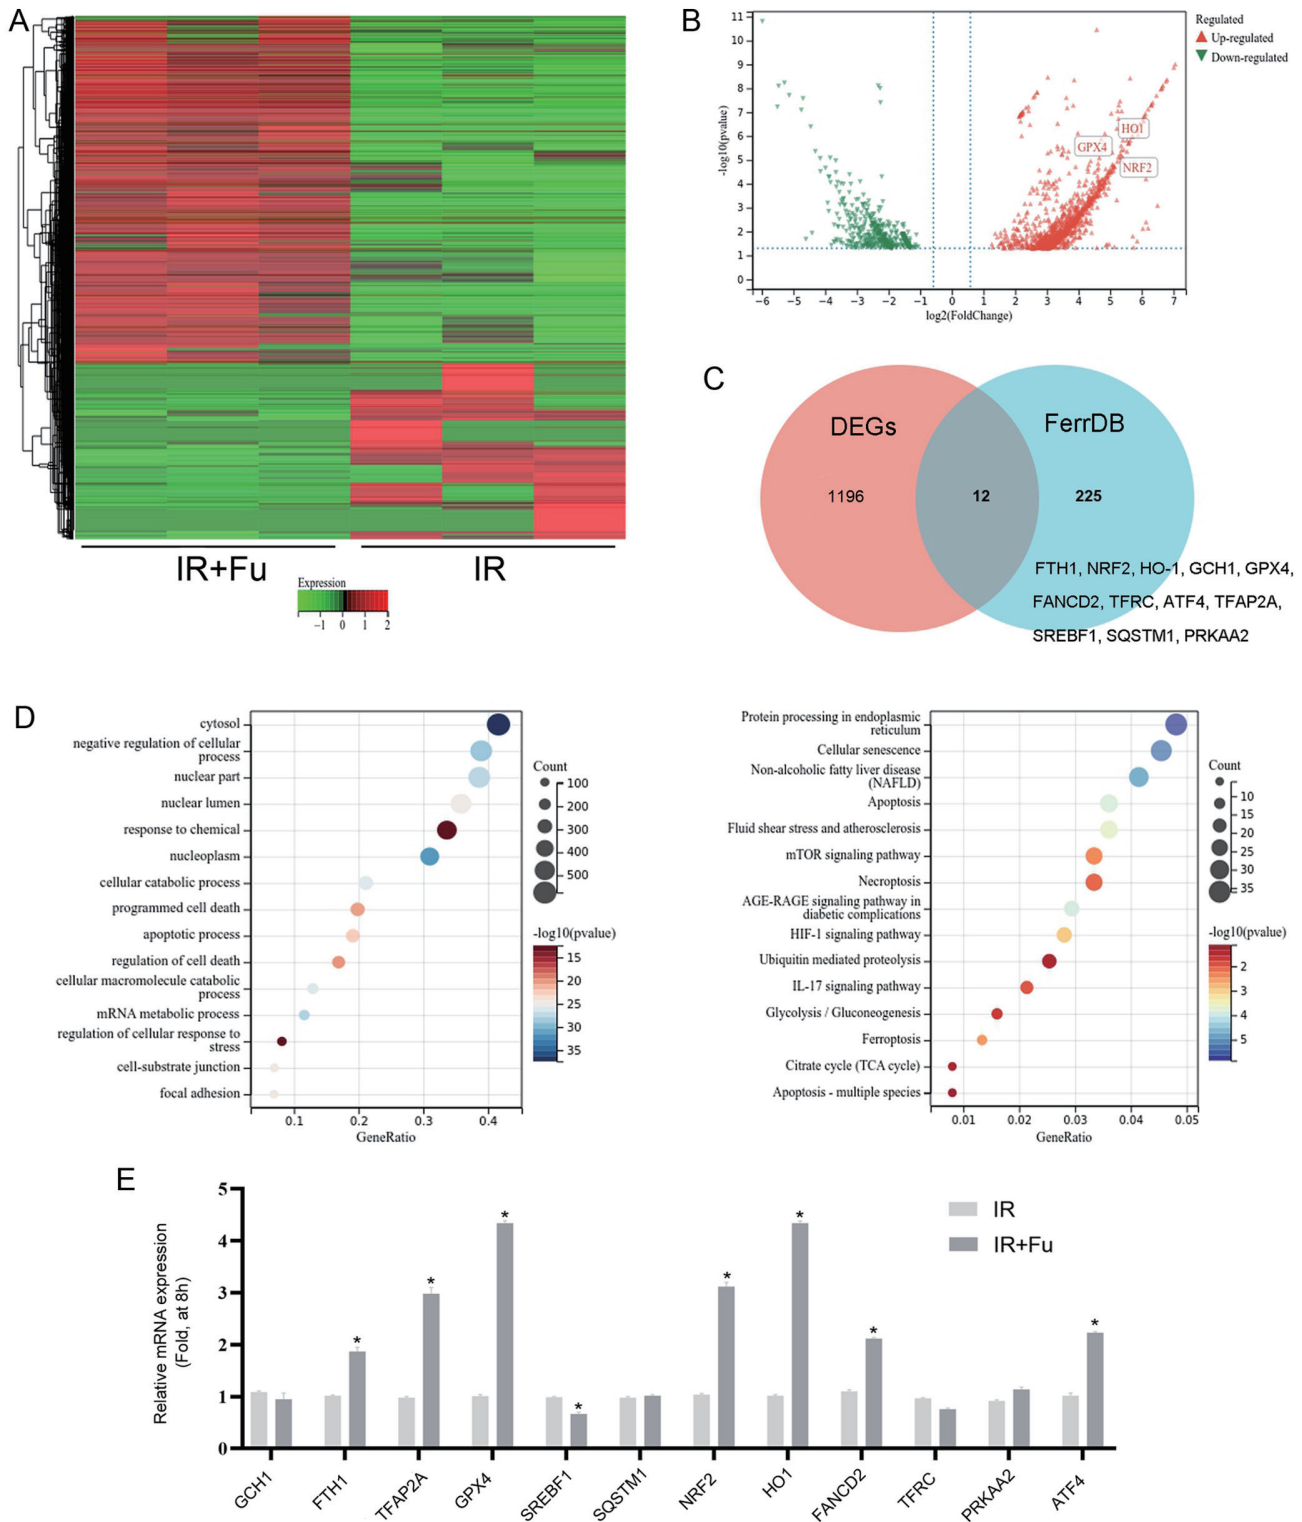 A
IR+Fu
IR
Expression
−1 0 1 2
B
11
10
9
8
7
6
5
4
3
2
1
0
-log10(pvalue)
−6 −5 −4 −3 −2 −1 0 1 2 3 4 5 6 7
log2(FoldChange)
HO1
GPX4
NRF2
Regulated
Up-regulated
Down-regulated
C
DEGs
FerrDB
1196
12
225
FTH1, NRF2, HO-1, GCH1, GPX4,
FANCD2, TFRC, ATF4, TFAP2A,
SREBF1, SQSTM1, PRKAA2
D
cytosol
negative regulation of cellular
process
nuclear part
nuclear lumen
response to chemical
nucleoplasm
cellular catabolic process
programmed cell death
apoptotic process
regulation of cell death
cellular macromolecule catabolic
process
mRNA metabolic process
regulation of cellular response to
stress
cell-substrate junction
focal adhesion
0.1 0.2 0.3 0.4
GeneRatio
Count
100
200
300
400
500
-log10(pvalue)
15
20
25
30
35
Protein processing in endoplasmic
reticulum
Cellular senescence
Non-alcoholic fatty liver disease
(NAFLD)
Apoptosis
Fluid shear stress and atherosclerosis
mTOR signaling pathway
Necroptosis
AGE-RAGE signaling pathway in
diabetic complications
HIF-1 signaling pathway
Ubiquitin mediated proteolysis
IL-17 signaling pathway
Glycolysis / Gluconeogenesis
Ferroptosis
Citrate cycle (TCA cycle)
Apoptosis - multiple species
0.01 0.02 0.03 0.04 0.05
GeneRatio
Count
10
15
20
25
30
35
-log10(pvalue)
2
3
4
5
E
Relative mRNA expression
(Fold, at 8h)
5
4
3
2
1
0
* * * * * * * *
IR
IR+Fu
GCH1 FTH1 TFAP2A GPX4 SREBF1 SQSTM1 NRF2 HO1 FANCD2 TFRC PRKAA2 ATF4